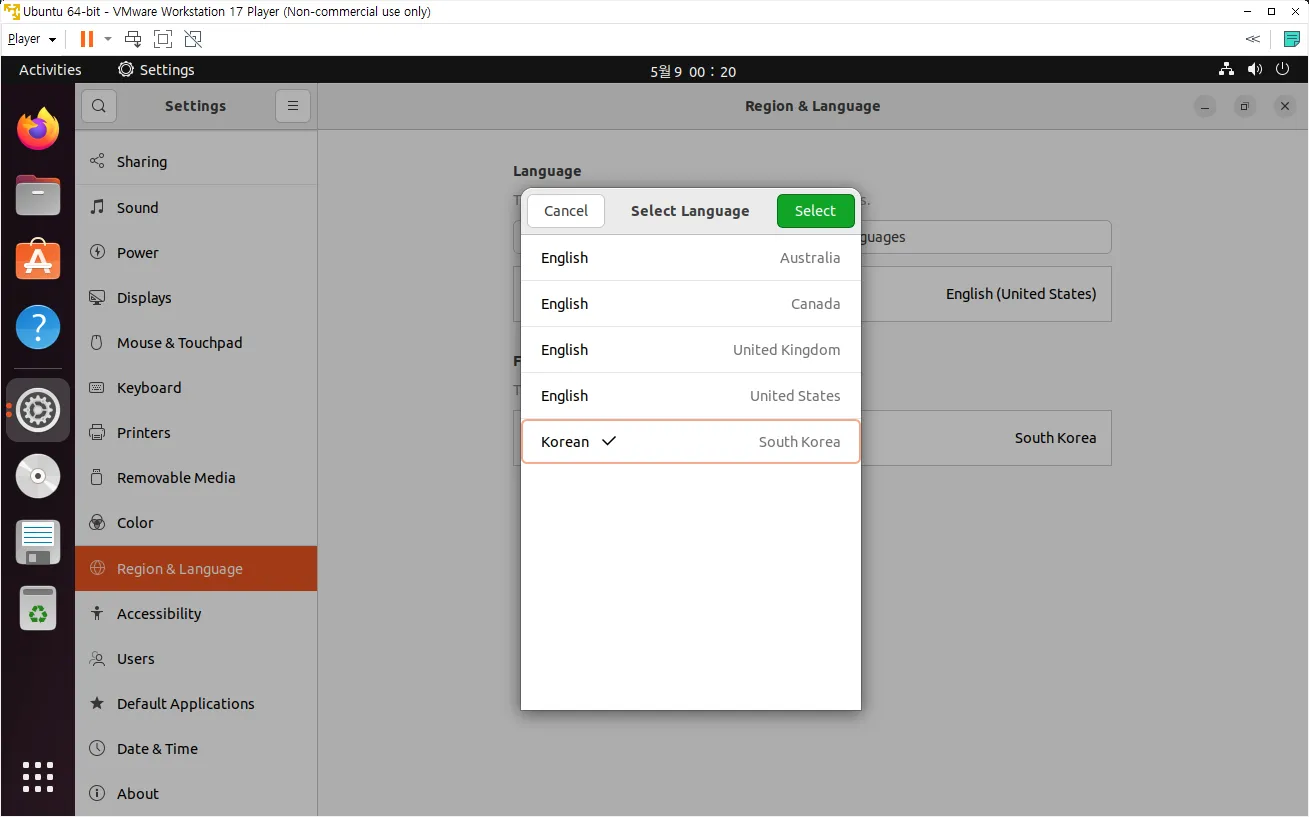 Ubuntu 64-bit - VMware Workstation 17 Player (Non-commercial use only)
Player
Activities
Settings
5월 9 00 : 20
Settings
Region & Language
Sharing
Sound
Power
Displays
Mouse & Touchpad
Keyboard
Printers
Removable Media
Color
Region & Language
Accessibility
Users
Default Applications
Date & Time
About
Language
English (United States)
South Korea
Cancel
Select Language
Select
English Australia
English Canada
English United Kingdom
English United States
Korean South Korea